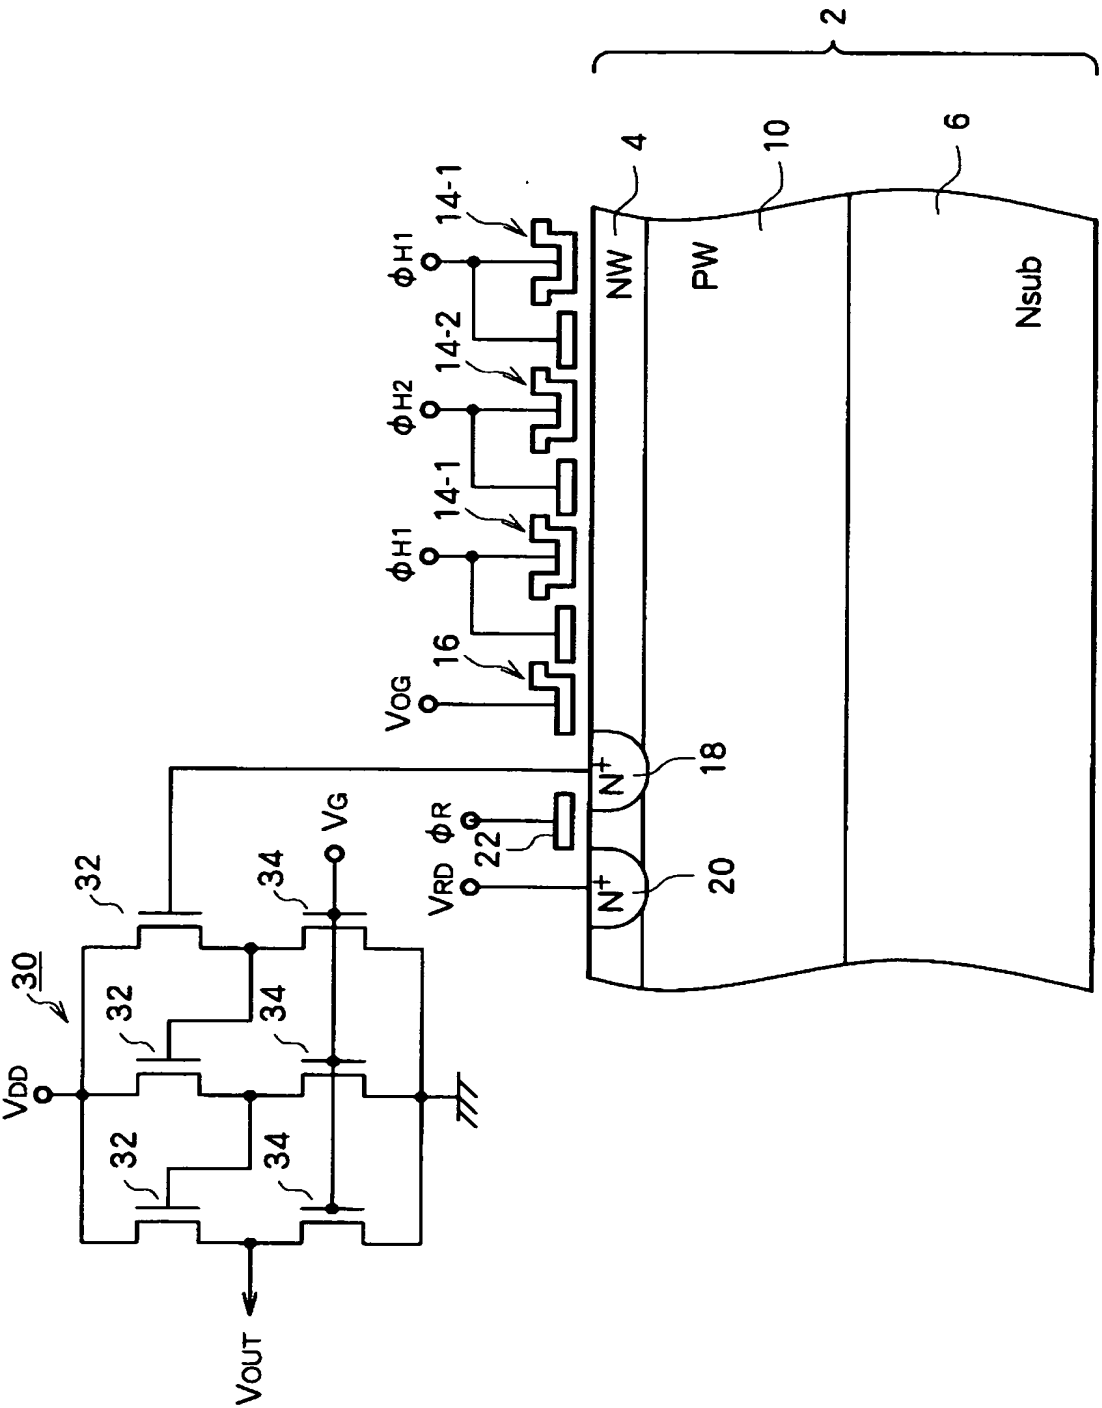 30
VDD
32
32
32
34
34
34
VG
VOUT
VRD
ϕR
22
VOG
16
ϕH1
14-1
ϕH2
14-2
ϕH1
14-1
N+
20
N+
18
NW
4
PW
10
Nsub
6
2